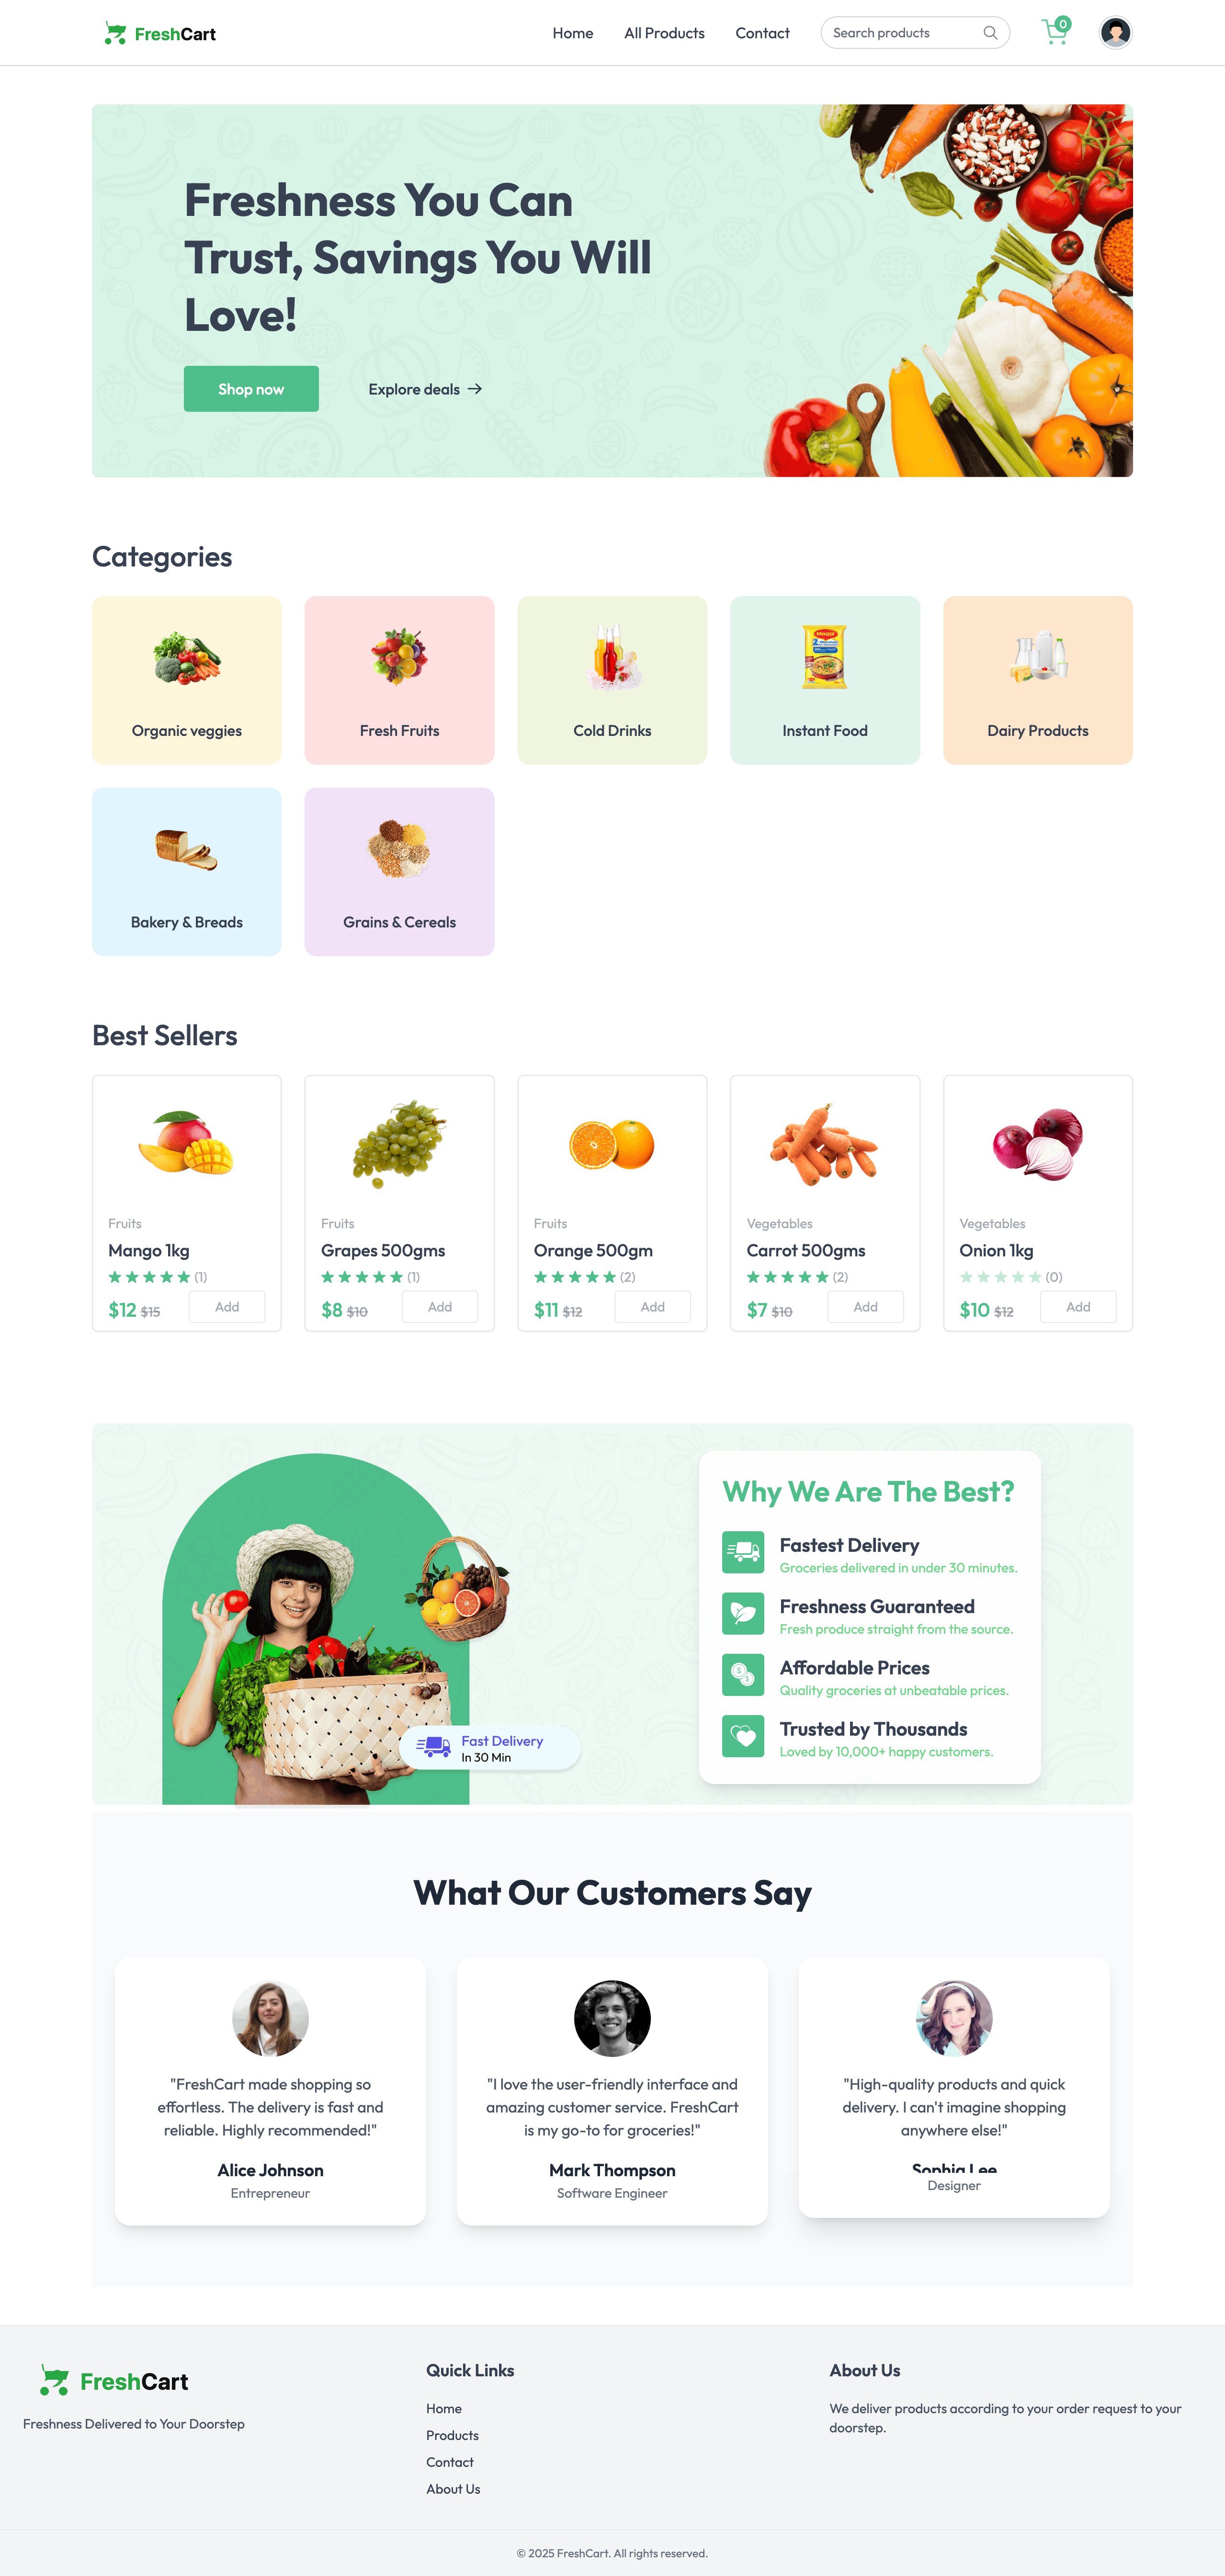 FreshCart
Home
All Products
Contact
Search products
0
Freshness You Can
Trust, Savings You Will
Love!
Shop now
Explore deals
Categories
Organic veggies
Fresh Fruits
Cold Drinks
Instant Food
Dairy Products
Bakery & Breads
Grains & Cereals
Best Sellers
Fruits
Mango 1kg
(1)
$12 $15
Add
Fruits
Grapes 500gms
(1)
$8 $10
Add
Fruits
Orange 500gm
(2)
$11 $12
Add
Vegetables
Carrot 500gms
(2)
$7 $10
Add
Vegetables
Onion 1kg
(0)
$10 $12
Add
Fast Delivery
In 30 Min
Why We Are The Best?
Fastest Delivery
Groceries delivered in under 30 minutes.
Freshness Guaranteed
Fresh produce straight from the source.
Affordable Prices
Quality groceries at unbeatable prices.
Trusted by Thousands
Loved by 10,000+ happy customers.
What Our Customers Say
"FreshCart made shopping so
effortless. The delivery is fast and
reliable. Highly recommended!"
Alice Johnson
Entrepreneur
"I love the user-friendly interface and
amazing customer service. FreshCart
is my go-to for groceries!"
Mark Thompson
Software Engineer
"High-quality products and quick
delivery. I can't imagine shopping
anywhere else!"
Sophia Lee
Designer
FreshCart
Freshness Delivered to Your Doorstep
Quick Links
Home
Products
Contact
About Us
About Us
We deliver products according to your order request to your
doorstep.
© 2025 FreshCart. All rights reserved.